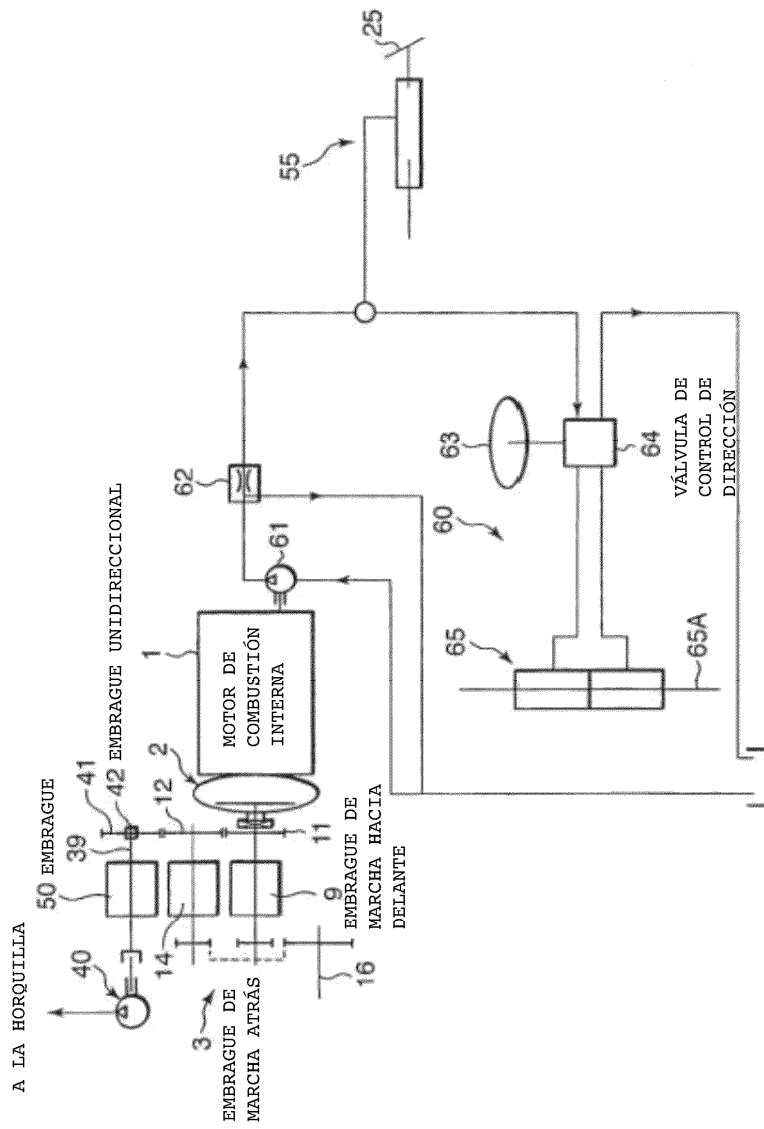 A LA HORQUILLA
40
50 EMBRAGUE
39
41
42 EMBRAGUE UNIDIRECCIONAL
12
2
1
MOTOR DE
COMBUSTIÓN
INTERNA
61
62
55
25
14
9
11
3
16
EMBRAGUE DE
MARCHA ATRÁS
EMBRAGUE DE
MARCHA HACIA
DELANTE
65
65A
60
63
64
VÁLVULA DE
CONTROL DE
DIRECCIÓN